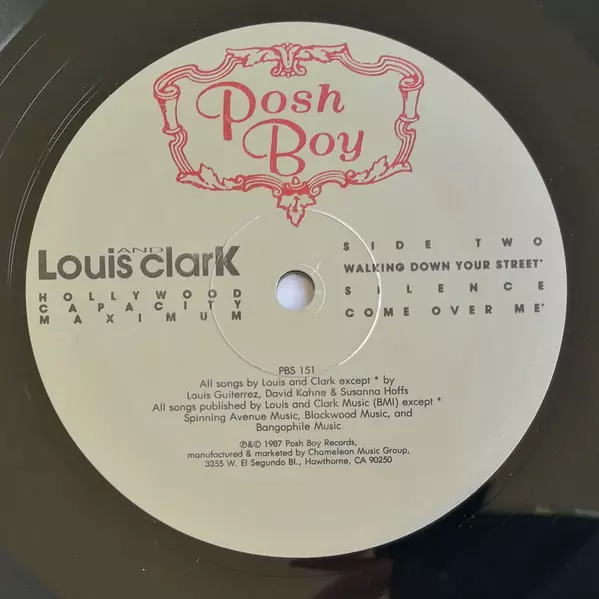 Posh
Boy
Louis AND Clark
HOLLYWOOD
CAPACITY
MAXIMUM
SIDE TWO
WALKING DOWN YOUR STREET*
SILENCE
COME OVER ME'
PBS 151
All songs by Louis and Clark except * by
Louis Guiterrez, David Kahne & Susanna Hoffs
All songs published by Louis and Clark Music (BMI) except *
Spinning Avenue Music, Blackwood Music, and
Bangophile Music
℗&© 1987 Posh Boy Records,
manufactured & marketed by Chameleon Music Group,
3355 W. El Segundo Bl., Hawthorne, CA 90250